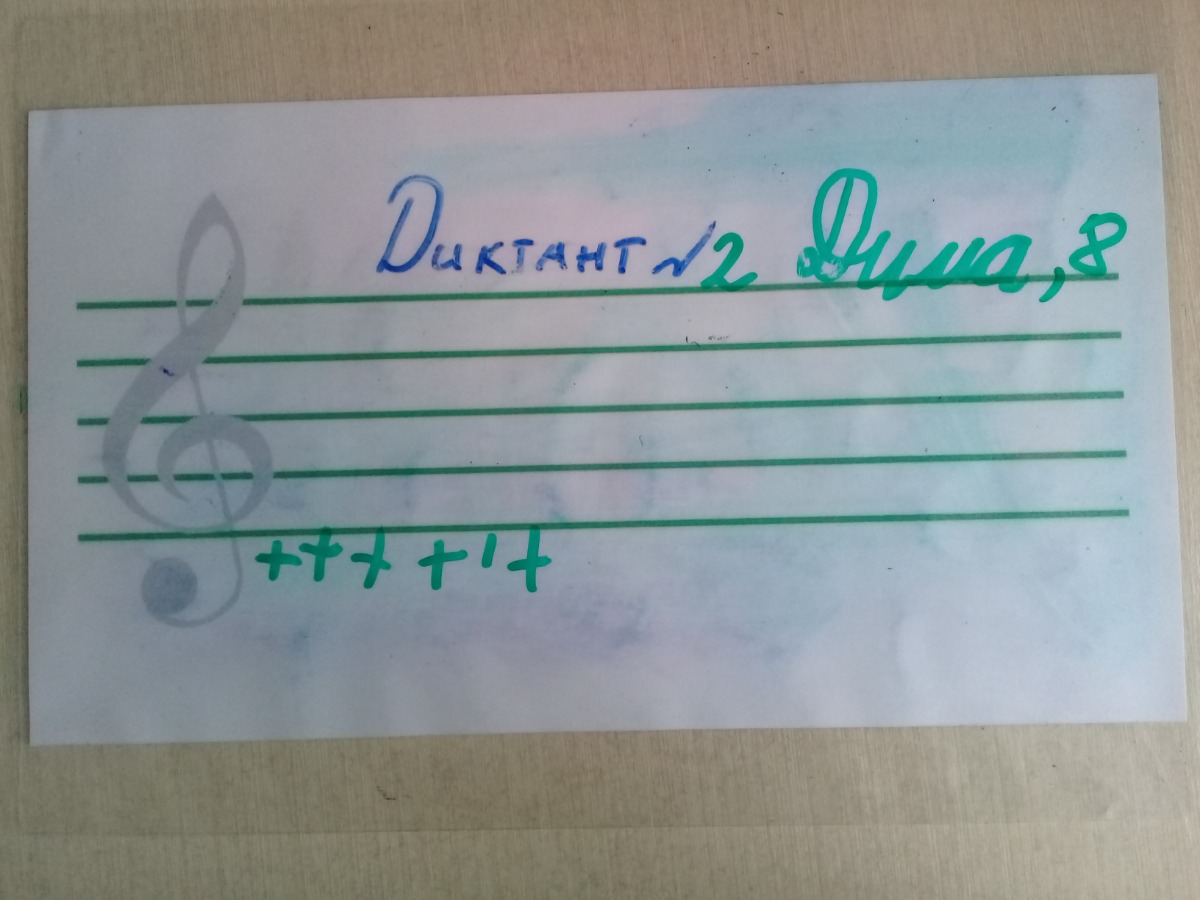 Диктант №2 Дима, 8
+++ + ' +